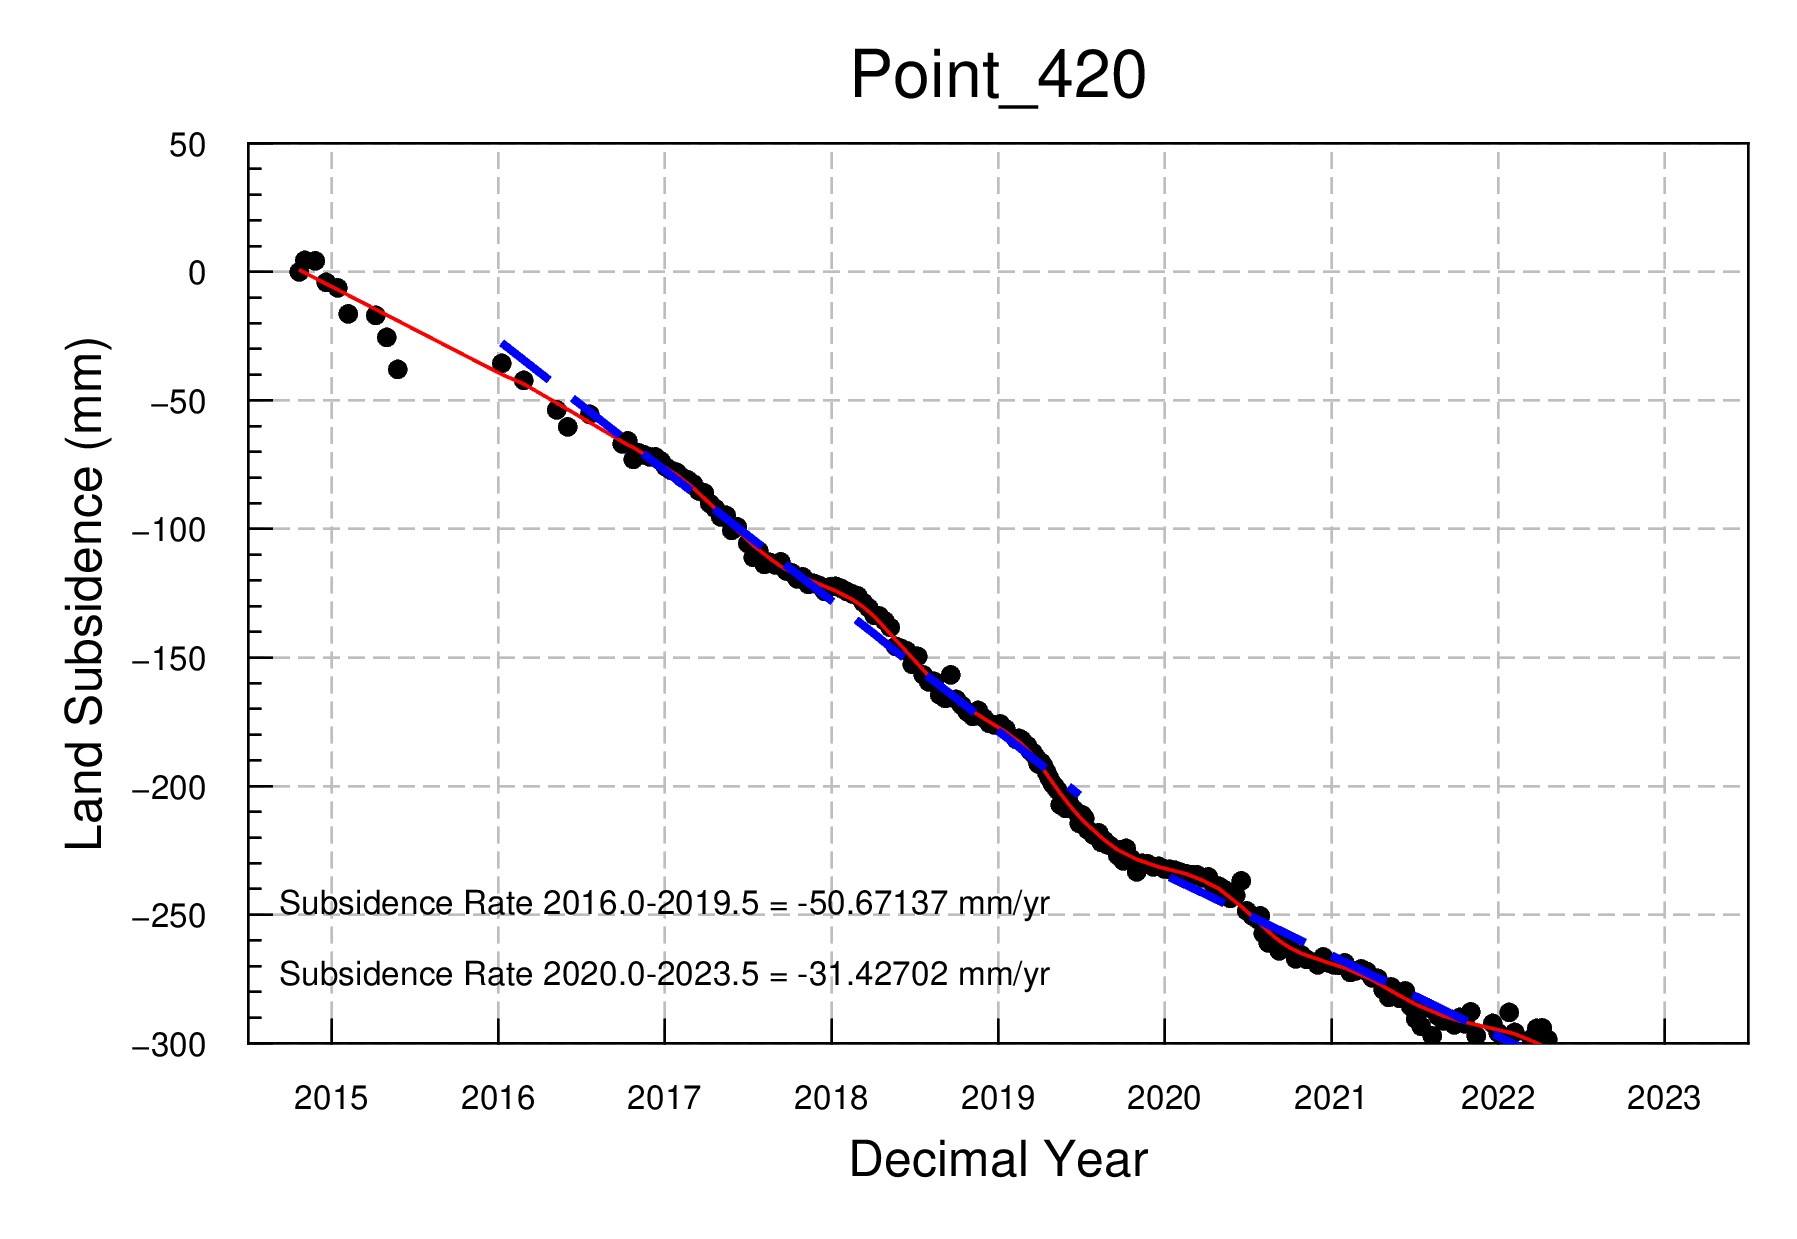 Point_420
50
0
−50
−100
−150
−200
−250
−300
Land Subsidence (mm)
Subsidence Rate 2016.0-2019.5 = -50.67137 mm/yr
Subsidence Rate 2020.0-2023.5 = -31.42702 mm/yr
2015 2016 2017 2018 2019 2020 2021 2022 2023
Decimal Year